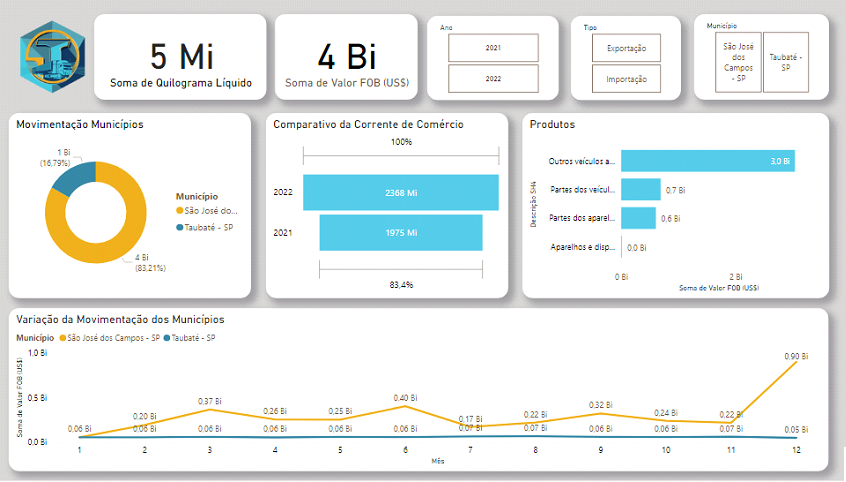 5 Mi
Soma de Quilograma Líquido
4 Bi
Soma de Valor FOB (US$)
Ano
2021
2022
Tipo
Exportação
Importação
Município
São José
dos
Campos
- SP
Taubaté -
SP
Movimentação Municípios
1 Bi
(16,79%)
4 Bi
(83,21%)
Município
São José do...
Taubaté - SP
Comparativo da Corrente de Comércio
100%
2022
2368 Mi
2021
1975 Mi
83,4%
Produtos
Descrição SH4
Outros veículos a...
3,0 Bi
Partes dos veícul...
0,7 Bi
Partes dos aparel...
0,6 Bi
Aparelhos e disp...
0,0 Bi
0 Bi
2 Bi
Soma de Valor FOB (US$)
Variação da Movimentação dos Municípios
Município São José dos Campos - SP Taubaté - SP
Soma de Valor FOB (US$)
1.0 Bi
0.5 Bi
0.0 Bi
0,06 Bi 0,20 Bi 0,37 Bi 0,26 Bi 0,25 Bi 0,40 Bi 0,17 Bi 0,22 Bi 0,32 Bi 0,24 Bi 0,22 Bi 0,90 Bi
0,06 Bi 0,06 Bi 0,06 Bi 0,06 Bi 0,06 Bi 0,07 Bi 0,07 Bi 0,06 Bi 0,06 Bi 0,07 Bi 0,05 Bi
1 2 3 4 5 6 7 8 9 10 11 12
Mês